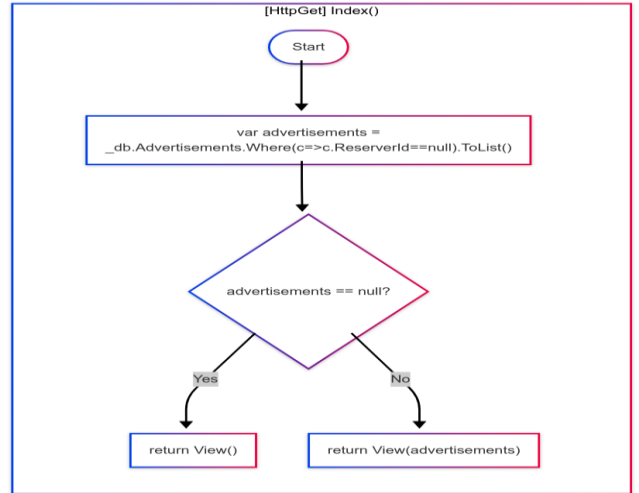 [HttpGet] Index()
Start
var advertisements =
_db.Advertisements.Where(c=>c.ReserverId==null).ToList()
advertisements == null?
Yes
No
return View()
return View(advertisements)